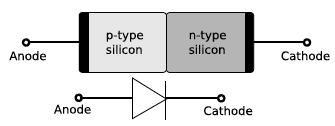 p-type
silicon
n-type
silicon
Anode
Cathode
Anode
Cathode